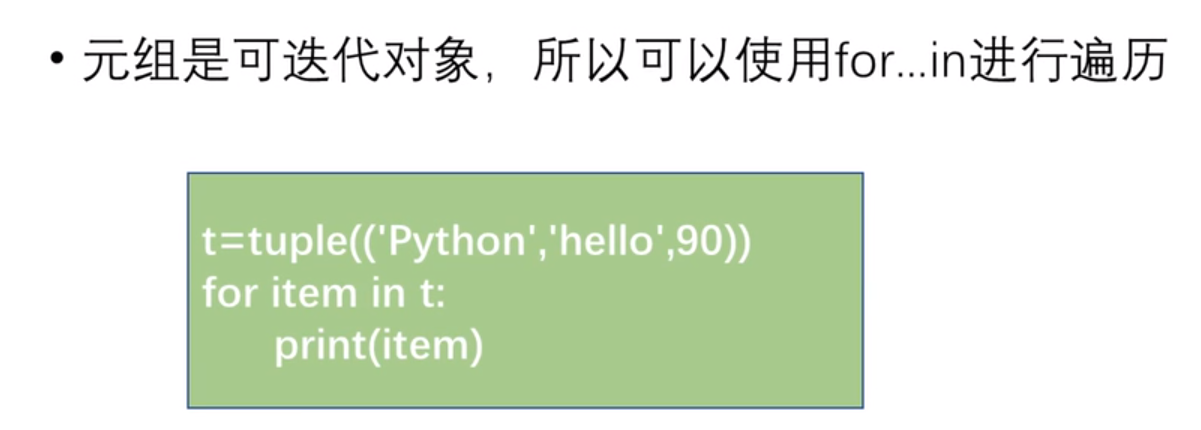 • 元组是可迭代对象，所以可以使用for...in进行遍历
t=tuple(('Python','hello',90))
for item in t:
    print(item)